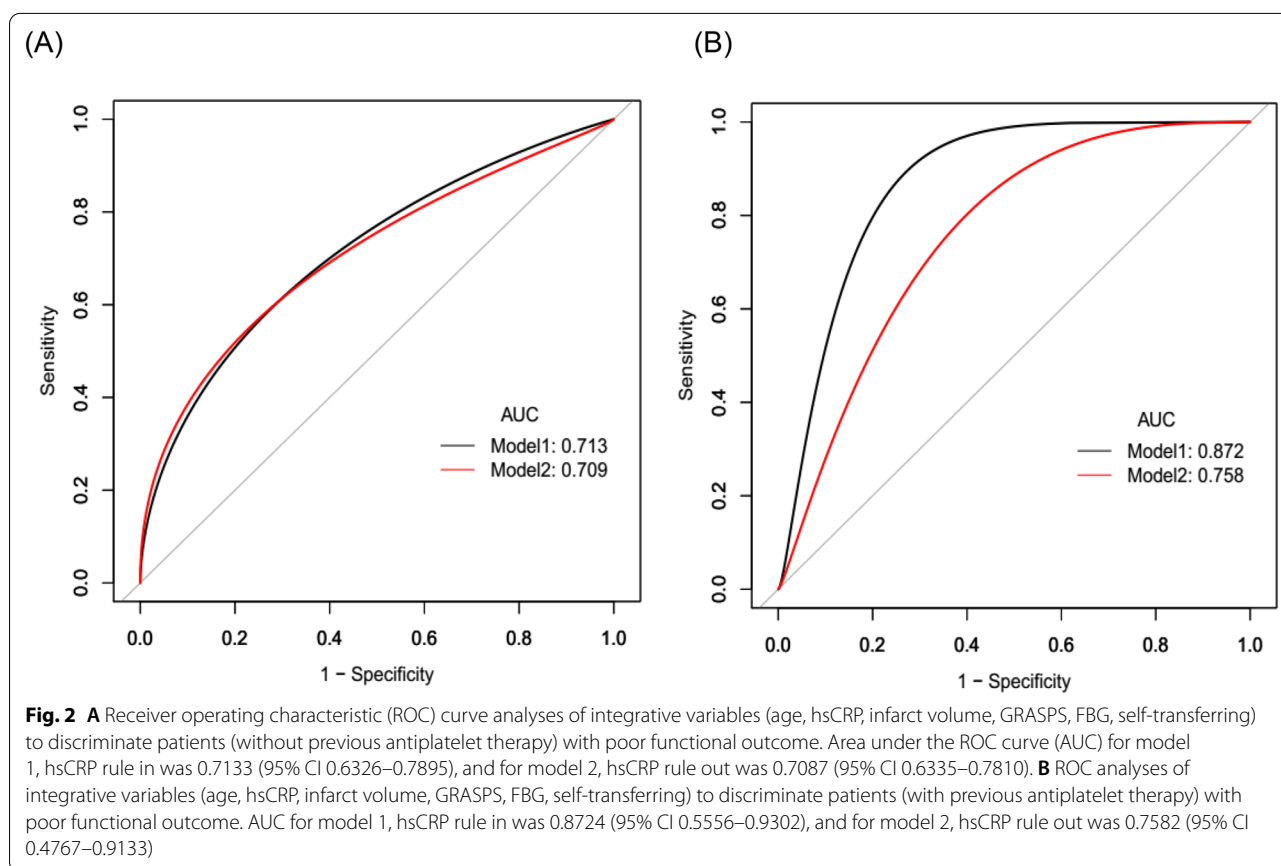 (A)
(B)
1.0
0.8
0.6
0.4
0.2
0.0
Sensitivity
AUC
Model1: 0.713
Model2: 0.709
0.0 0.2 0.4 0.6 0.8 1.0
1 − Specificity
1.0
0.8
0.6
0.4
0.2
0.0
Sensitivity
AUC
Model1: 0.872
Model2: 0.758
0.0 0.2 0.4 0.6 0.8 1.0
1 − Specificity
Fig. 2 A Receiver operating characteristic (ROC) curve analyses of integrative variables (age, hsCRP, infarct volume, GRASPS, FBG, self-transferring)
to discriminate patients (without previous antiplatelet therapy) with poor functional outcome. Area under the ROC curve (AUC) for model
1, hsCRP rule in was 0.7133 (95% CI 0.6326–0.7895), and for model 2, hsCRP rule out was 0.7087 (95% CI 0.6335–0.7810). B ROC analyses of
integrative variables (age, hsCRP, infarct volume, GRASPS, FBG, self-transferring) to discriminate patients (with previous antiplatelet therapy) with
poor functional outcome. AUC for model 1, hsCRP rule in was 0.8724 (95% CI 0.5556–0.9302), and for model 2, hsCRP rule out was 0.7582 (95% CI
0.4767–0.9133)